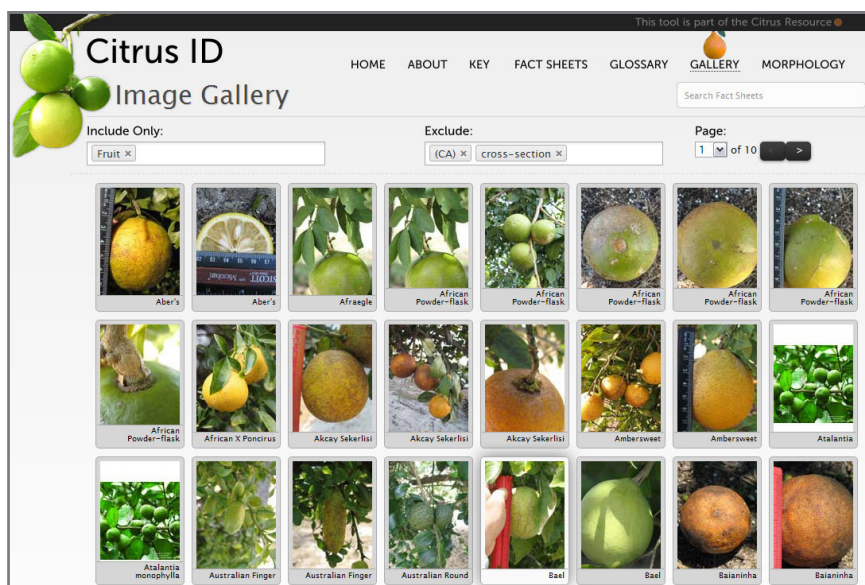 This tool is part of the Citrus Resource
Citrus ID
HOME ABOUT KEY FACT SHEETS GLOSSARY GALLERY MORPHOLOGY
Image Gallery
Search Fact Sheets
Include Only: Exclude: Page:
Fruit × (CA) × cross-section × 1 of 10 >
Aber's Aber's Afraegle African Powder-flask African Powder-flask African Powder-flask African Powder-flask African Powder-flask
African Powder-flask African X Poncirus Akcay Sekerlisi Akcay Sekerlisi Akcay Sekerlisi Ambersweet Ambersweet Atalantia
Atalantia monophylla Australian Finger Australian Finger Australian Round Bael Bael Baianinha Baianinha